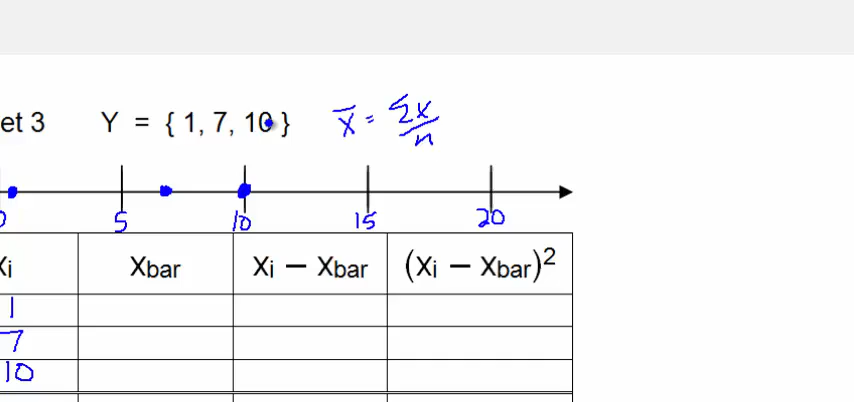 et 3 Y = { 1, 7, 10 } x̄ = Σx/n
5 10 15 20
Xi Xbar Xi − Xbar (Xi − Xbar)2
1
7
10